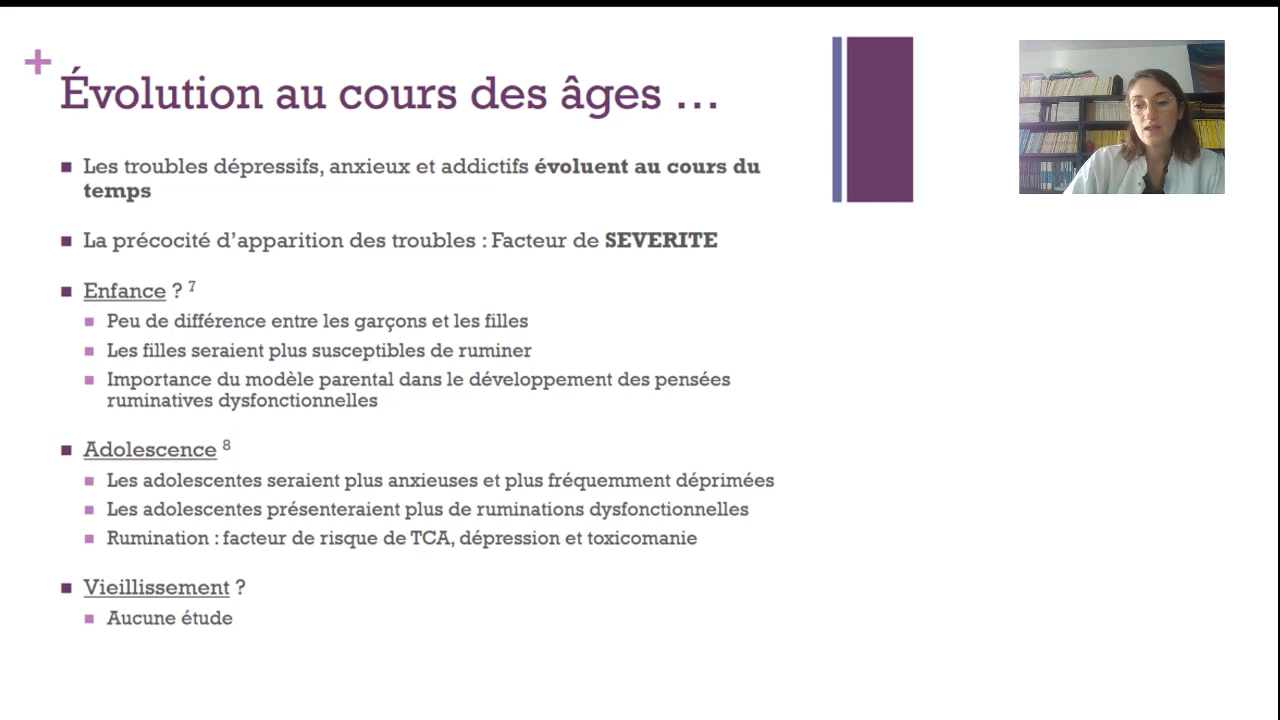 Évolution au cours des âges ...
Les troubles dépressifs, anxieux et addictifs évoluent au cours du
temps
La précocité d'apparition des troubles : Facteur de SEVERITE
Enfance ? 7
Peu de différence entre les garçons et les filles
Les filles seraient plus susceptibles de ruminer
Importance du modèle parental dans le développement des pensées
ruminatives dysfonctionnelles
Adolescence 8
Les adolescentes seraient plus anxieuses et plus fréquemment déprimées
Les adolescentes présenteraient plus de ruminations dysfonctionnelles
Rumination : facteur de risque de TCA, dépression et toxicomanie
Vieillissement ?
Aucune étude